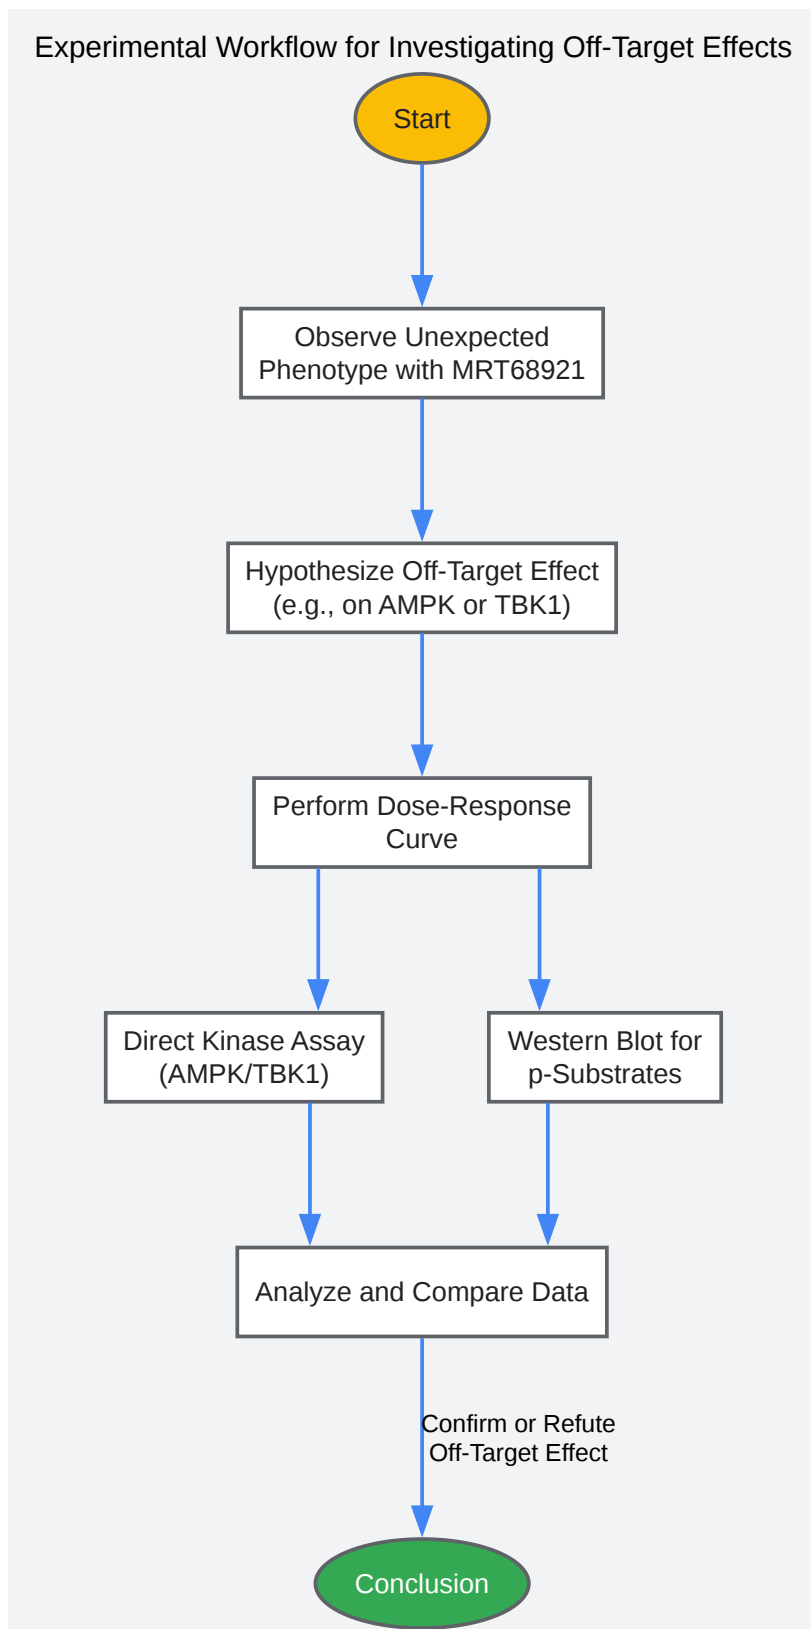 Experimental Workflow for Investigating Off-Target Effects
Start
Observe Unexpected
Phenotype with MRT68921
Hypothesize Off-Target Effect
(e.g., on AMPK or TBK1)
Perform Dose-Response
Curve
Direct Kinase Assay
(AMPK/TBK1)
Western Blot for
p-Substrates
Analyze and Compare Data
Confirm or Refute
Off-Target Effect
Conclusion